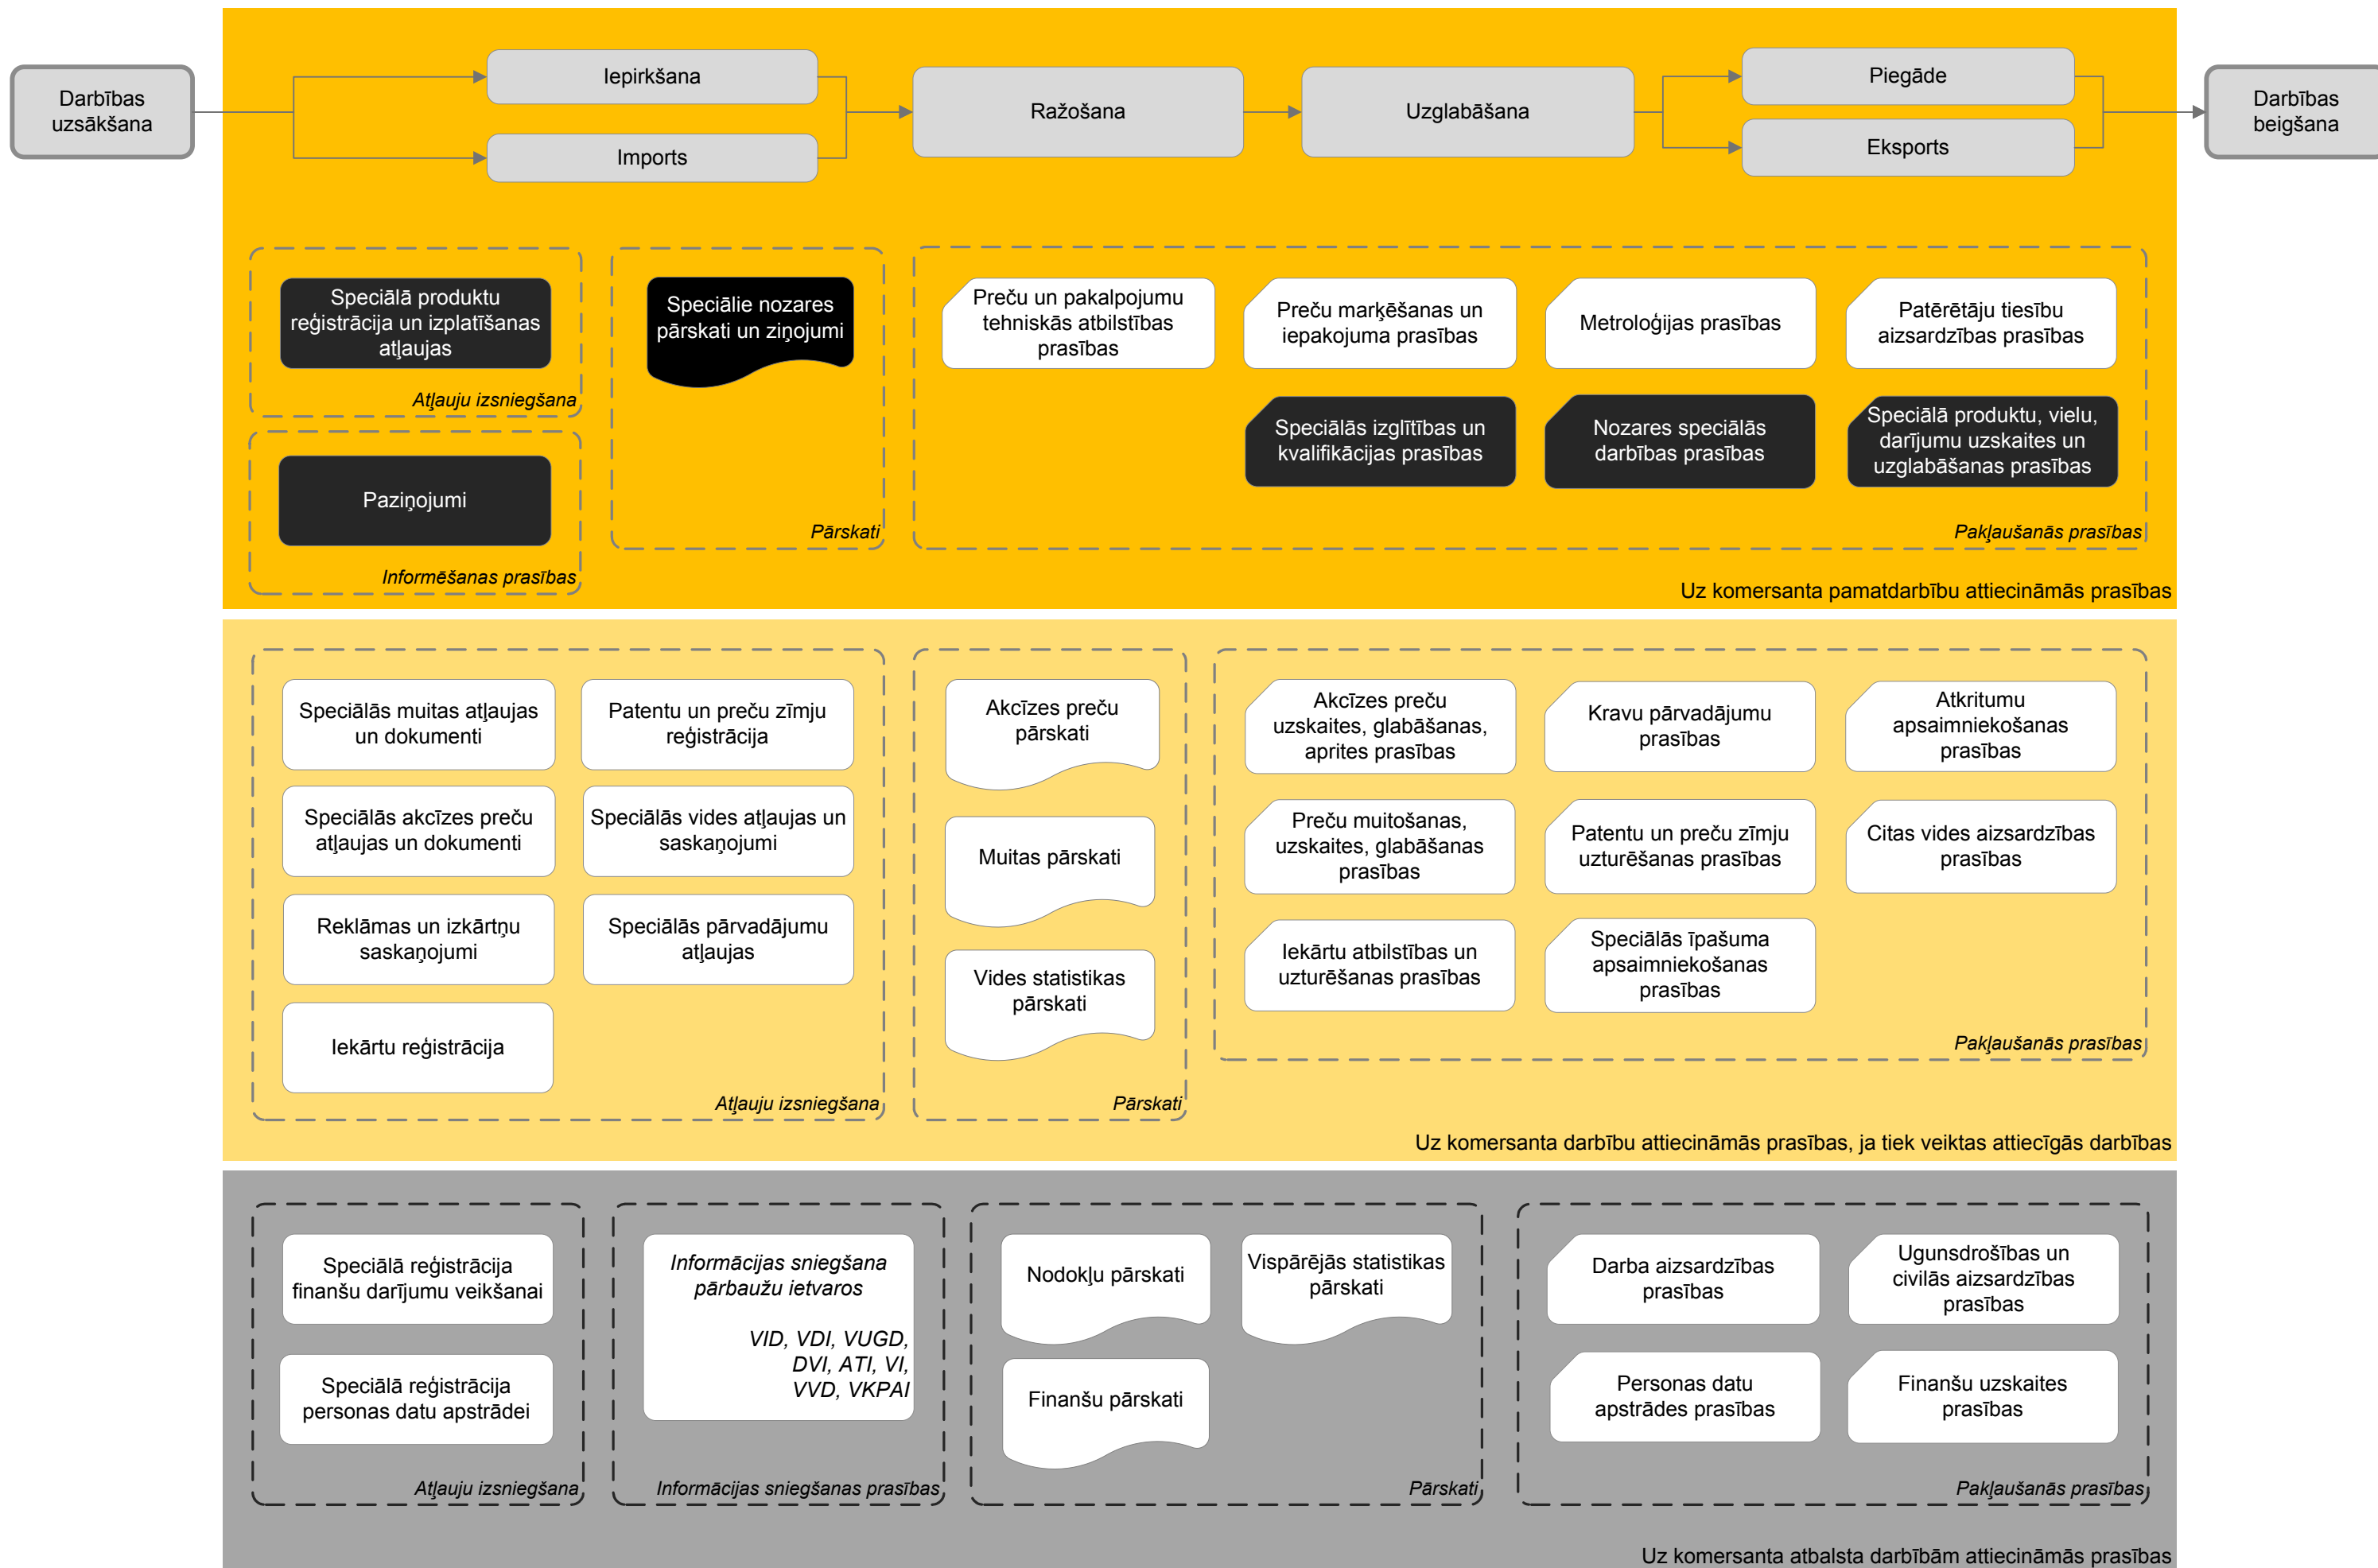 Darbības
uzsākšana
Iepirkšana
Imports
Ražošana
Uzglabāšana
Piegāde
Eksports
Darbības
beigšana
Speciālā produktu
reģistrācija un izplatīšanas
atļaujas
Atļauju izsniegšana
Paziņojumi
Informēšanas prasības
Speciālie nozares
pārskati un ziņojumi
Pārskati
Preču un pakalpojumu
tehniskās atbilstības
prasības
Preču marķēšanas un
iepakojuma prasības
Metroloģijas prasības
Patērētāju tiesību
aizsardzības prasības
Speciālās izglītības un
kvalifikācijas prasības
Nozares speciālās
darbības prasības
Speciālā produktu, vielu,
darījumu uzskaites un
uzglabāšanas prasības
Pakļaušanās prasības
Uz komersanta pamatdarbību attiecināmās prasības
Speciālās muitas atļaujas
un dokumenti
Patentu un preču zīmju
reģistrācija
Speciālās akcīzes preču
atļaujas un dokumenti
Speciālās vides atļaujas un
saskaņojumi
Reklāmas un izkārtņu
saskaņojumi
Speciālās pārvadājumu
atļaujas
Iekārtu reģistrācija
Atļauju izsniegšana
Akcīzes preču
pārskati
Muitas pārskati
Vides statistikas
pārskati
Pārskati
Akcīzes preču
uzskaites, glabāšanas,
aprites prasības
Kravu pārvadājumu
prasības
Atkritumu
apsaimniekošanas
prasības
Preču muitošanas,
uzskaites, glabāšanas
prasības
Patentu un preču zīmju
uzturēšanas prasības
Citas vides aizsardzības
prasības
Iekārtu atbilstības un
uzturēšanas prasības
Speciālās īpašuma
apsaimniekošanas
prasības
Pakļaušanās prasības
Uz komersanta darbību attiecināmās prasības, ja tiek veiktas attiecīgās darbības
Speciālā reģistrācija
finanšu darījumu veikšanai
Speciālā reģistrācija
personas datu apstrādei
Atļauju izsniegšana
Informācijas sniegšana
pārbaužu ietvaros
VID, VDI, VUGD,
DVI, ATI, VI,
VVD, VKPAI
Informācijas sniegšanas prasības
Nodokļu pārskati
Vispārējās statistikas
pārskati
Finanšu pārskati
Pārskati
Darba aizsardzības
prasības
Ugunsdrošības un
civilās aizsardzības
prasības
Personas datu
apstrādes prasības
Finanšu uzskaites
prasības
Pakļaušanās prasības
Uz komersanta atbalsta darbībām attiecināmās prasības